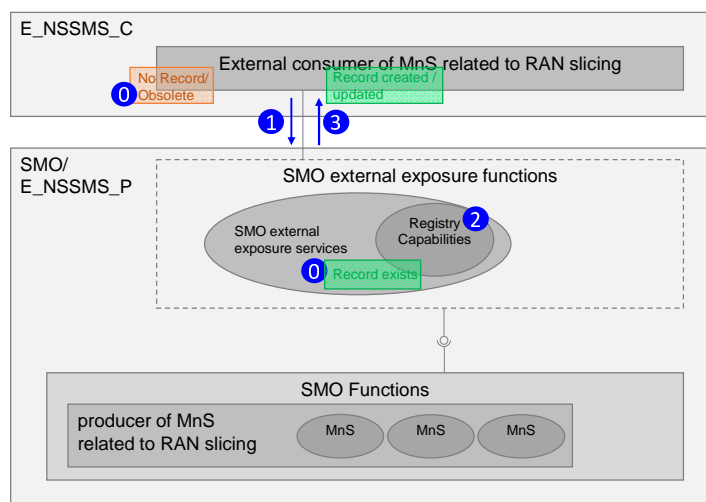 E_NSSMS_C
External consumer of MnS related to RAN slicing
No Record/
0 Obsolete
Record created /
updated
1
3
SMO/
E_NSSMS_P
SMO external exposure functions
SMO external
exposure services
Registry
Capabilities
2
0 Record exists
SMO Functions
producer of MnS
related to RAN slicing
MnS
MnS
MnS